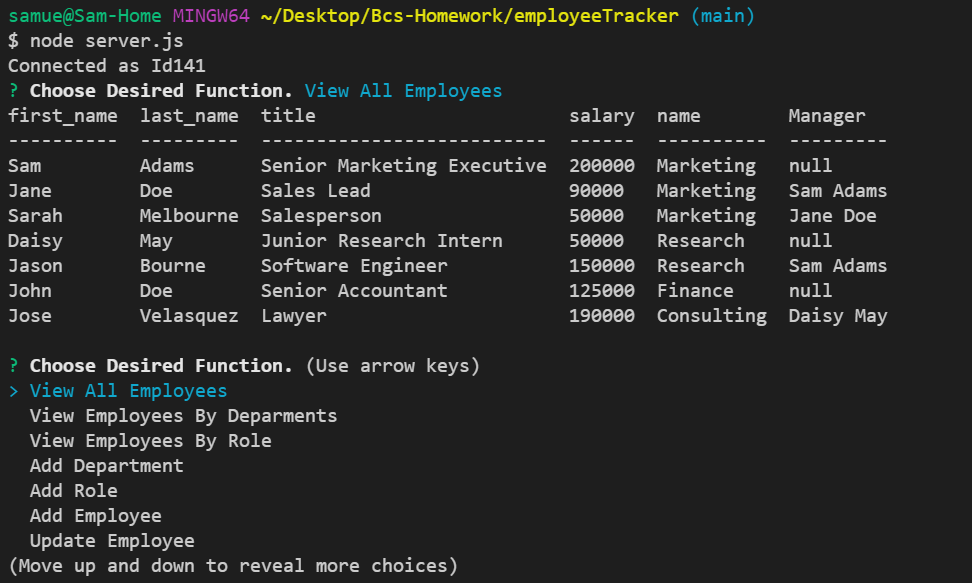 samue@Sam-Home MINGW64 ~/Desktop/Bcs-Homework/employeeTracker (main)
$ node server.js
Connected as Id141
? Choose Desired Function. View All Employees
first_name  last_name  title                       salary  name        Manager
----------  ---------  --------------------------  ------  ----------  ---------
Sam         Adams      Senior Marketing Executive  200000  Marketing   null
Jane        Doe        Sales Lead                  90000   Marketing   Sam Adams
Sarah       Melbourne  Salesperson                 50000   Marketing   Jane Doe
Daisy       May        Junior Research Intern      50000   Research    null
Jason       Bourne     Software Engineer           150000  Research    Sam Adams
John        Doe        Senior Accountant           125000  Finance     null
Jose        Velasquez  Lawyer                      190000  Consulting  Daisy May

? Choose Desired Function. (Use arrow keys)
> View All Employees
  View Employees By Deparments
  View Employees By Role
  Add Department
  Add Role
  Add Employee
  Update Employee
(Move up and down to reveal more choices)